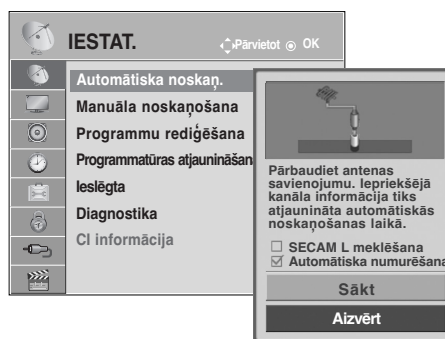 IESTAT.
Pārvietot OK
Automātiska noskaņ.
Manuāla noskaņošana
Programmu rediģēšana
Programmatūras atjaunināšana
Ieslēgta
Diagnostika
CI informācija
Pārbaudiet antenas
savienojumu. Iepriekšējā
kanāla informācija tiks
atjaunināta automātiskās
noskaņošanas laikā.
SECAM L meklēšana
Automātiska numurēšana
Sākt
Aizvērt